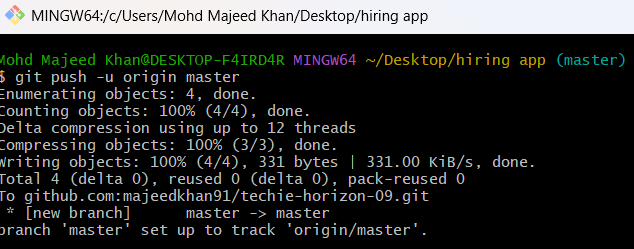 MINGW64:/c/Users/Mohd Majeed Khan/Desktop/hiring app
Mohd Majeed Khan@DESKTOP-F4IRD4R MINGW64 ~/Desktop/hiring app (master)
$ git push -u origin master
Enumerating objects: 4, done.
Counting objects: 100% (4/4), done.
Delta compression using up to 12 threads
Compressing objects: 100% (3/3), done.
Writing objects: 100% (4/4), 331 bytes | 331.00 KiB/s, done.
Total 4 (delta 0), reused 0 (delta 0), pack-reused 0
To github.com:majeedkhan91/techie-horizon-09.git
 * [new branch]      master -> master
branch 'master' set up to track 'origin/master'.